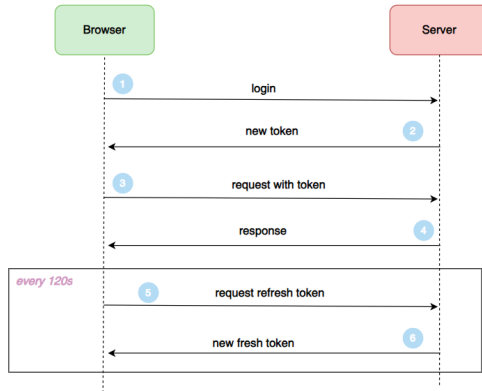 Browser
Server
1
login
new token
2
3
request with token
response
4
every 120s
5
request refresh token
new fresh token
6